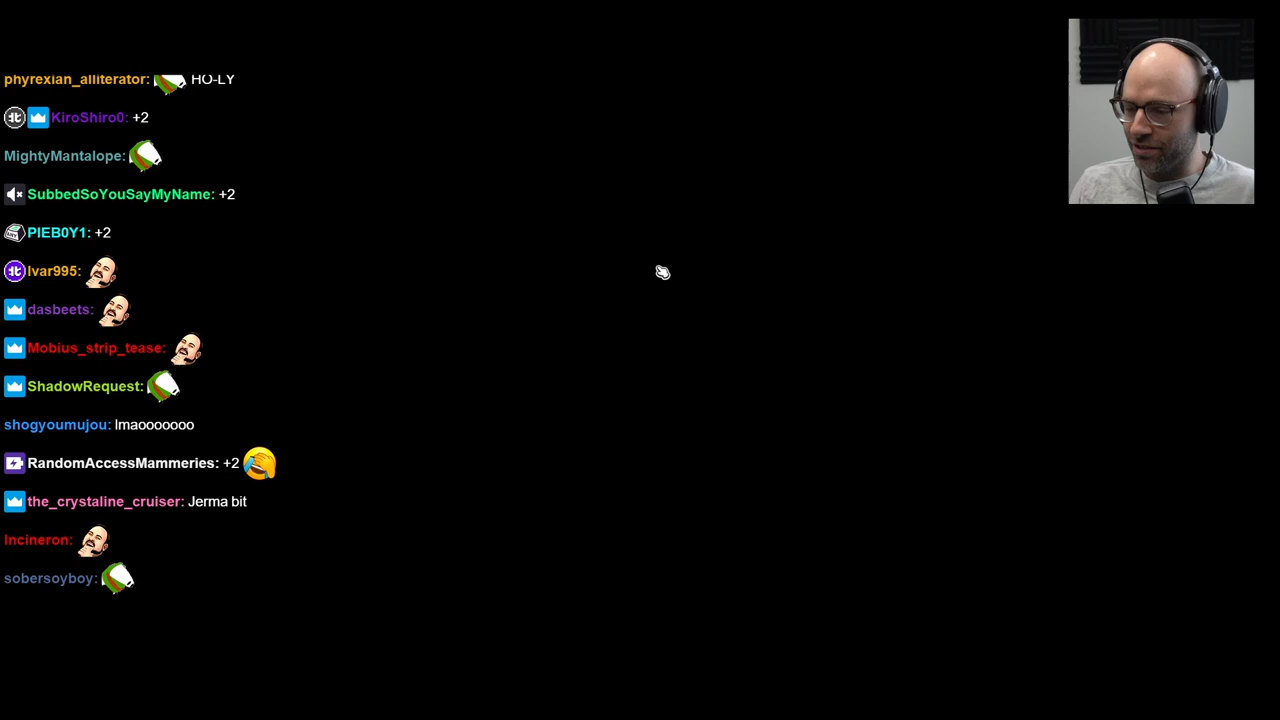 phyrexian_alliterator: HO-LY
KiroShiro0: +2
MightyMantalope:
SubbedSoYouSayMyName: +2
PIEB0Y1: +2
Ivar995:
dasbeets:
Mobius_strip_tease:
ShadowRequest:
shogyoumujou: lmaooooooo
RandomAccessMammeries: +2
the_crystaline_cruiser: Jerma bit
Incineron:
sobersoyboy: